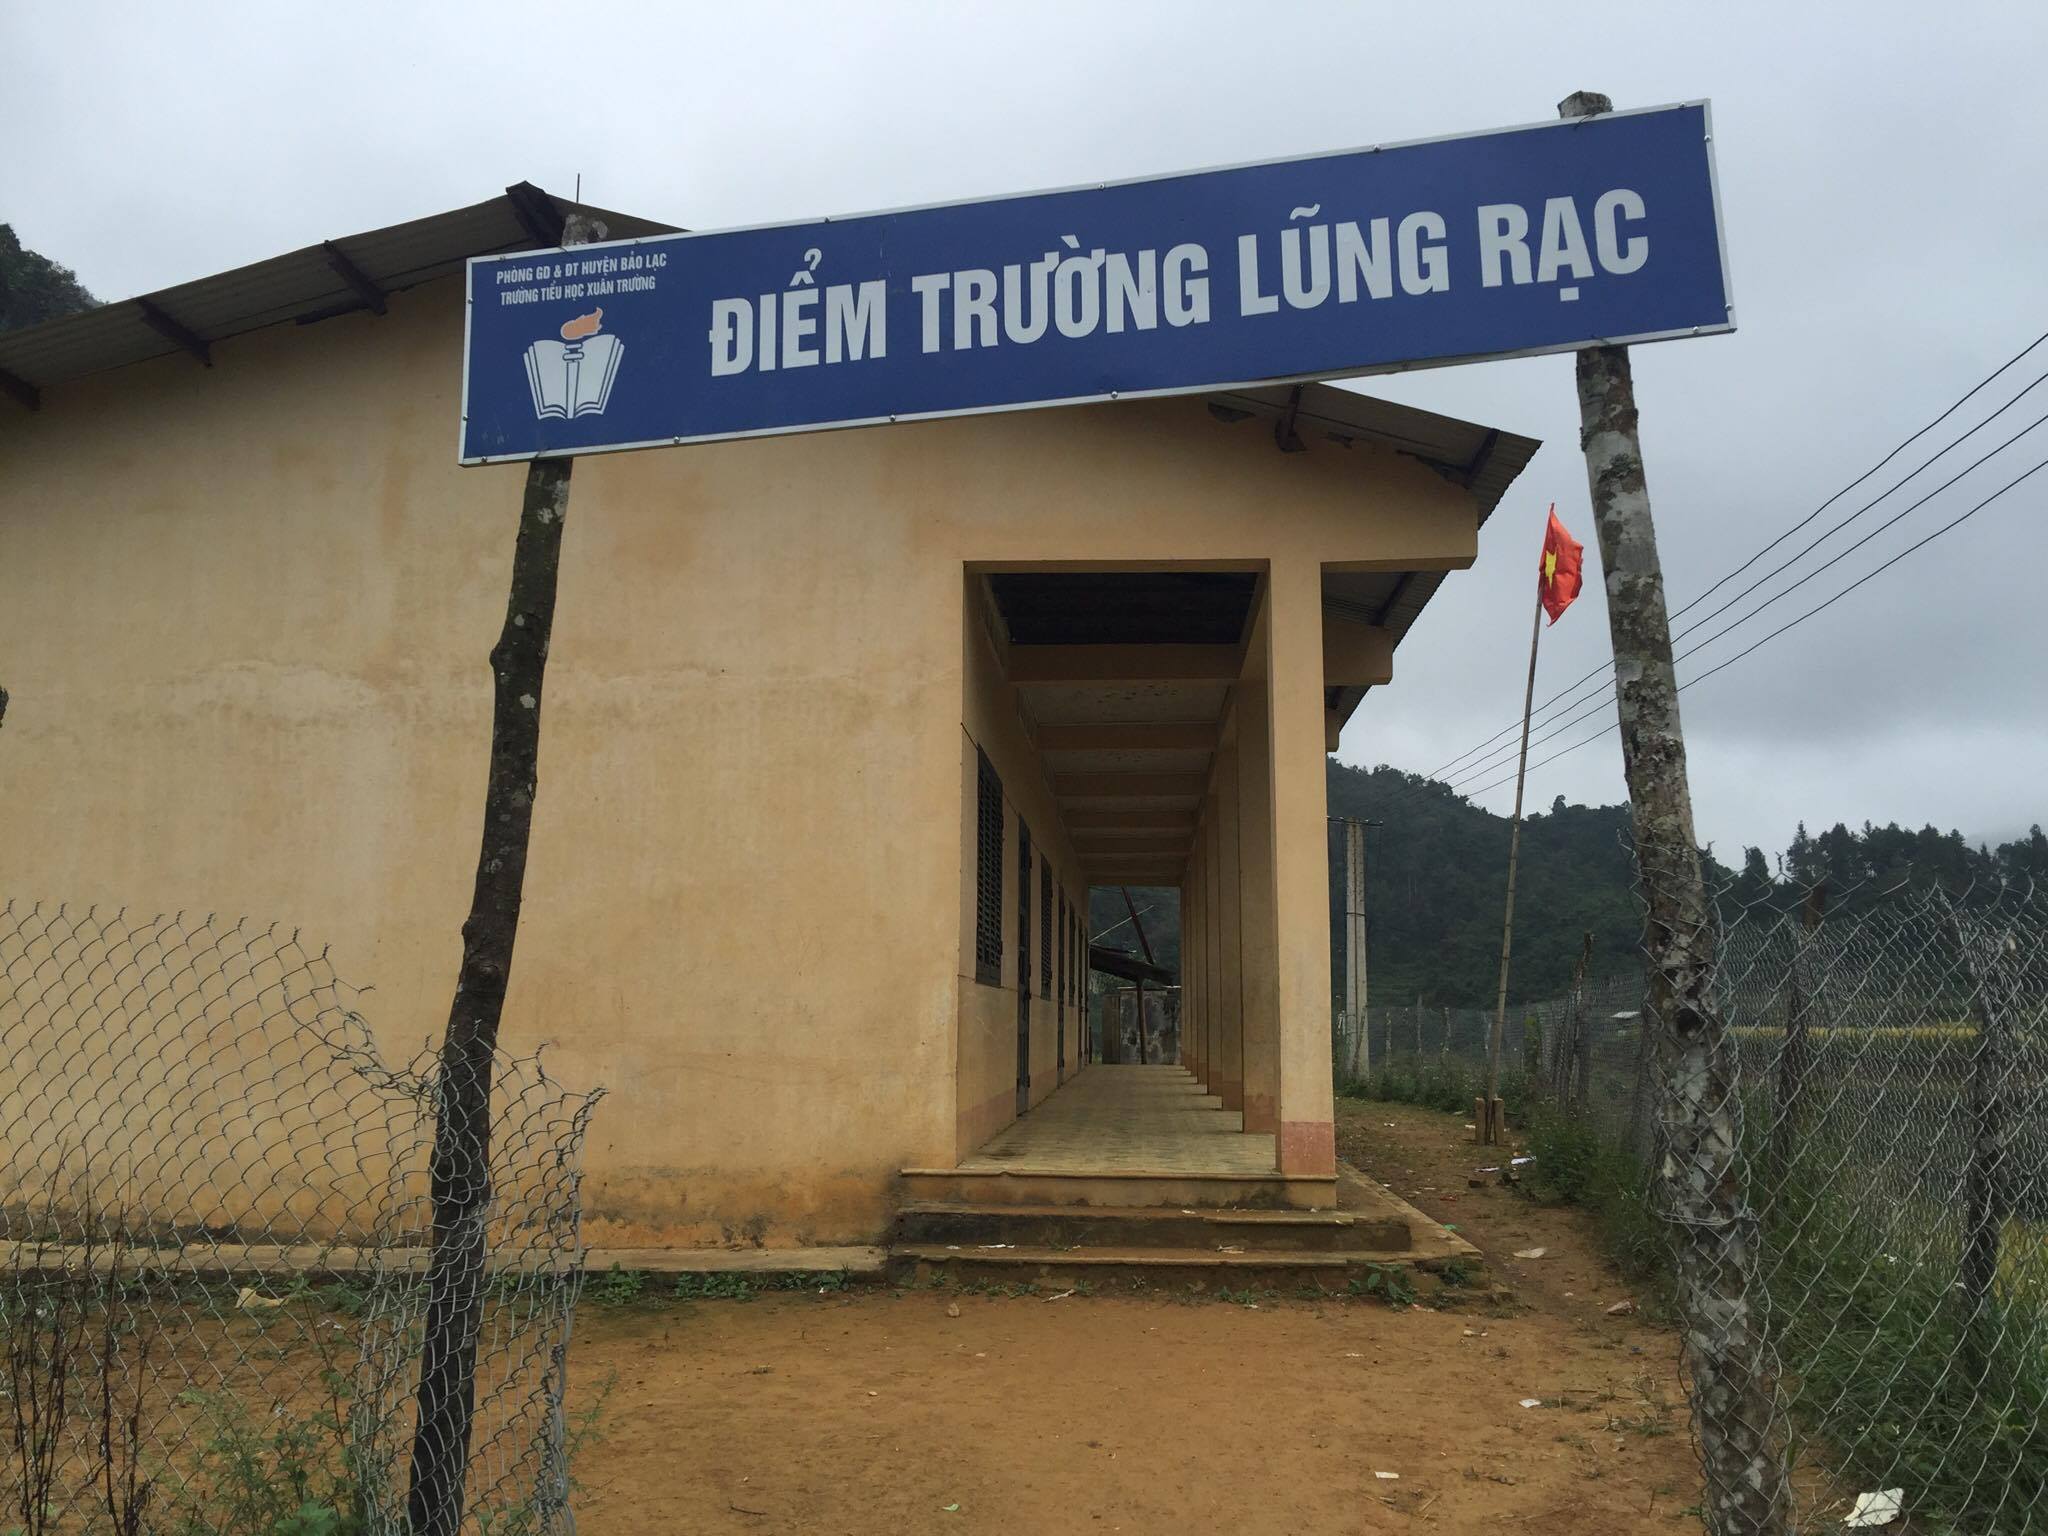 PHÒNG GD & ĐT HUYỆN BẢO LẠC
TRƯỜNG TIỂU HỌC XUÂN TRƯỜNG
ĐIỂM TRƯỜNG LŨNG RẠC